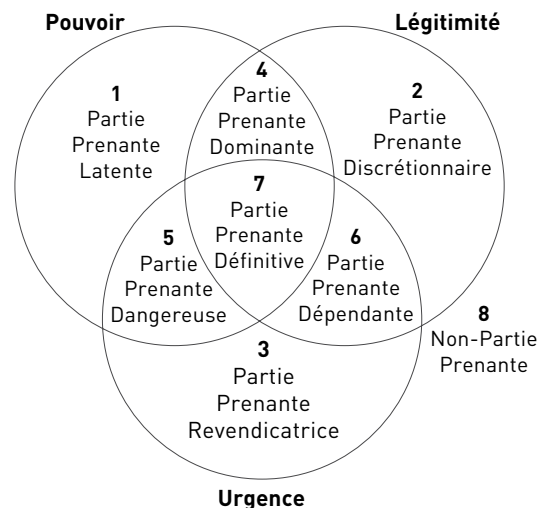 Pouvoir
Légitimité
1
Partie
Prenante
Latente
4
Partie
Prenante
Dominante
2
Partie
Prenante
Discrétionnaire
7
Partie
Prenante
Définitive
5
Partie
Prenante
Dangereuse
6
Partie
Prenante
Dépendante
8
Non-Partie
Prenante
3
Partie
Prenante
Revendicatrice
Urgence